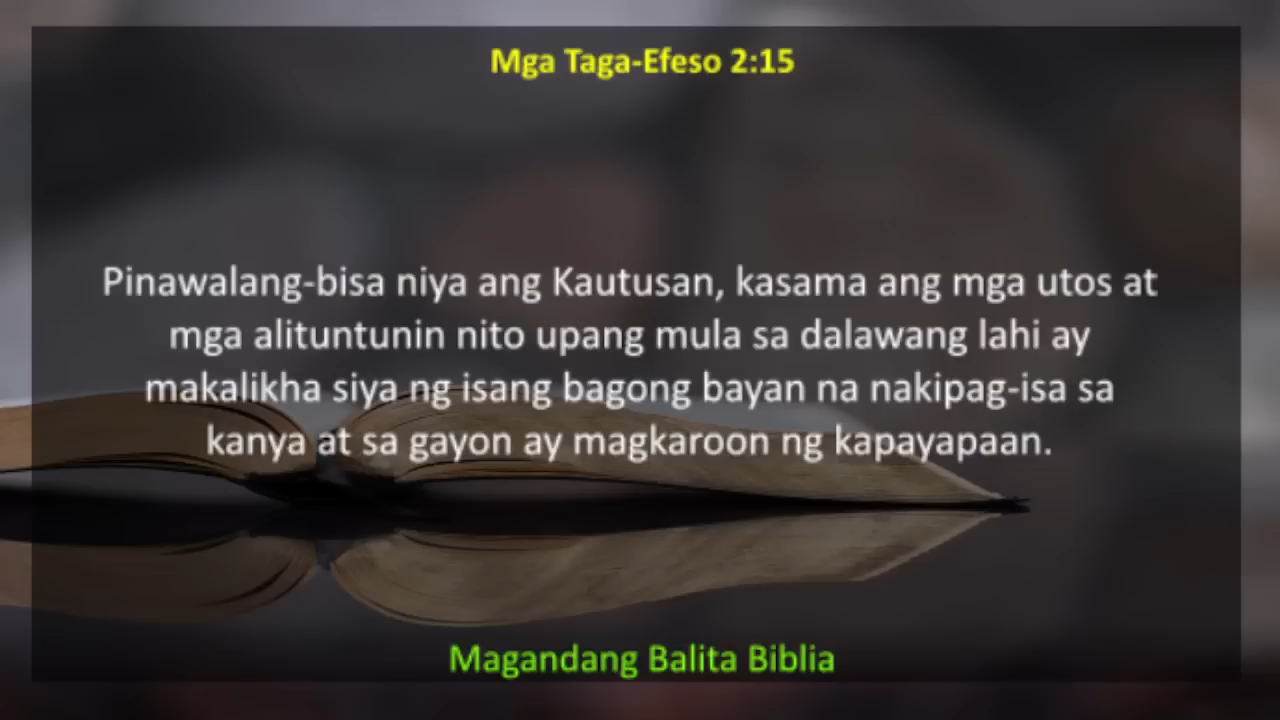 Mga Taga-Efeso 2:15
Pinawalang-bisa niya ang Kautusan, kasama ang mga utos at
mga alituntunin nito upang mula sa dalawang lahi ay
makalikha siya ng isang bagong bayan na nakipag-isa sa
kanya at sa gayon ay magkaroon ng kapayapaan.
Magandang Balita Biblia